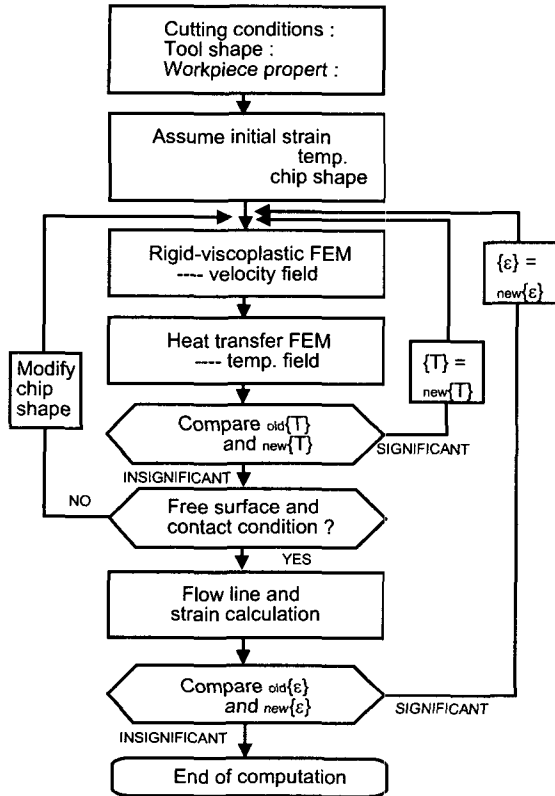 Cutting conditions :
Tool shape :
Workpiece propert :
Assume initial strain
temp.
chip shape
Rigid-viscoplastic FEM
---- velocity field
{ε} =
new{ε}
Heat transfer FEM
---- temp. field
{T} =
new{T}
Modify
chip
shape
Compare old{T}
and new{T}
SIGNIFICANT
INSIGNIFICANT
NO
Free surface and
contact condition ?
YES
Flow line and
strain calculation
Compare old{ε}
and new{ε}
SIGNIFICANT
INSIGNIFICANT
End of computation